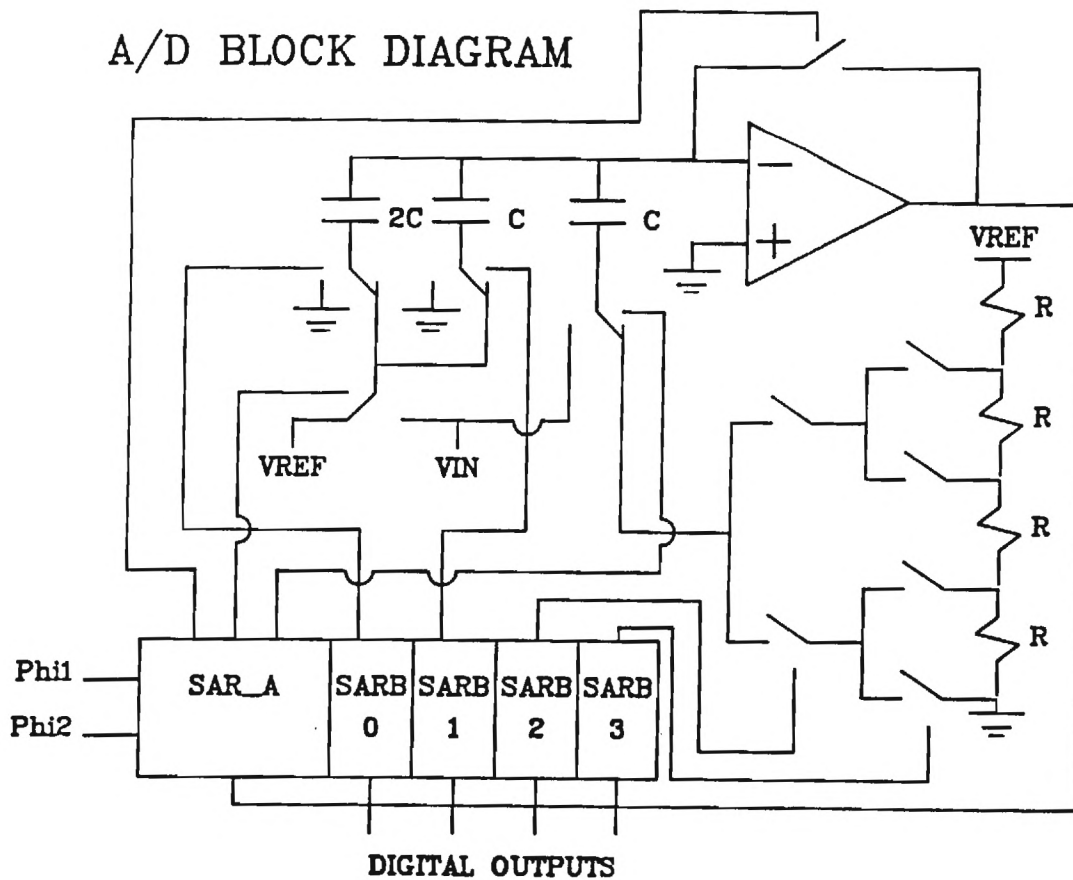 A/D BLOCK DIAGRAM
2C
C
C
−
+
VREF
R
R
R
R
VREF
VIN
Phi1
Phi2
SAR_A
SARB
0
SARB
1
SARB
2
SARB
3
DIGITAL OUTPUTS